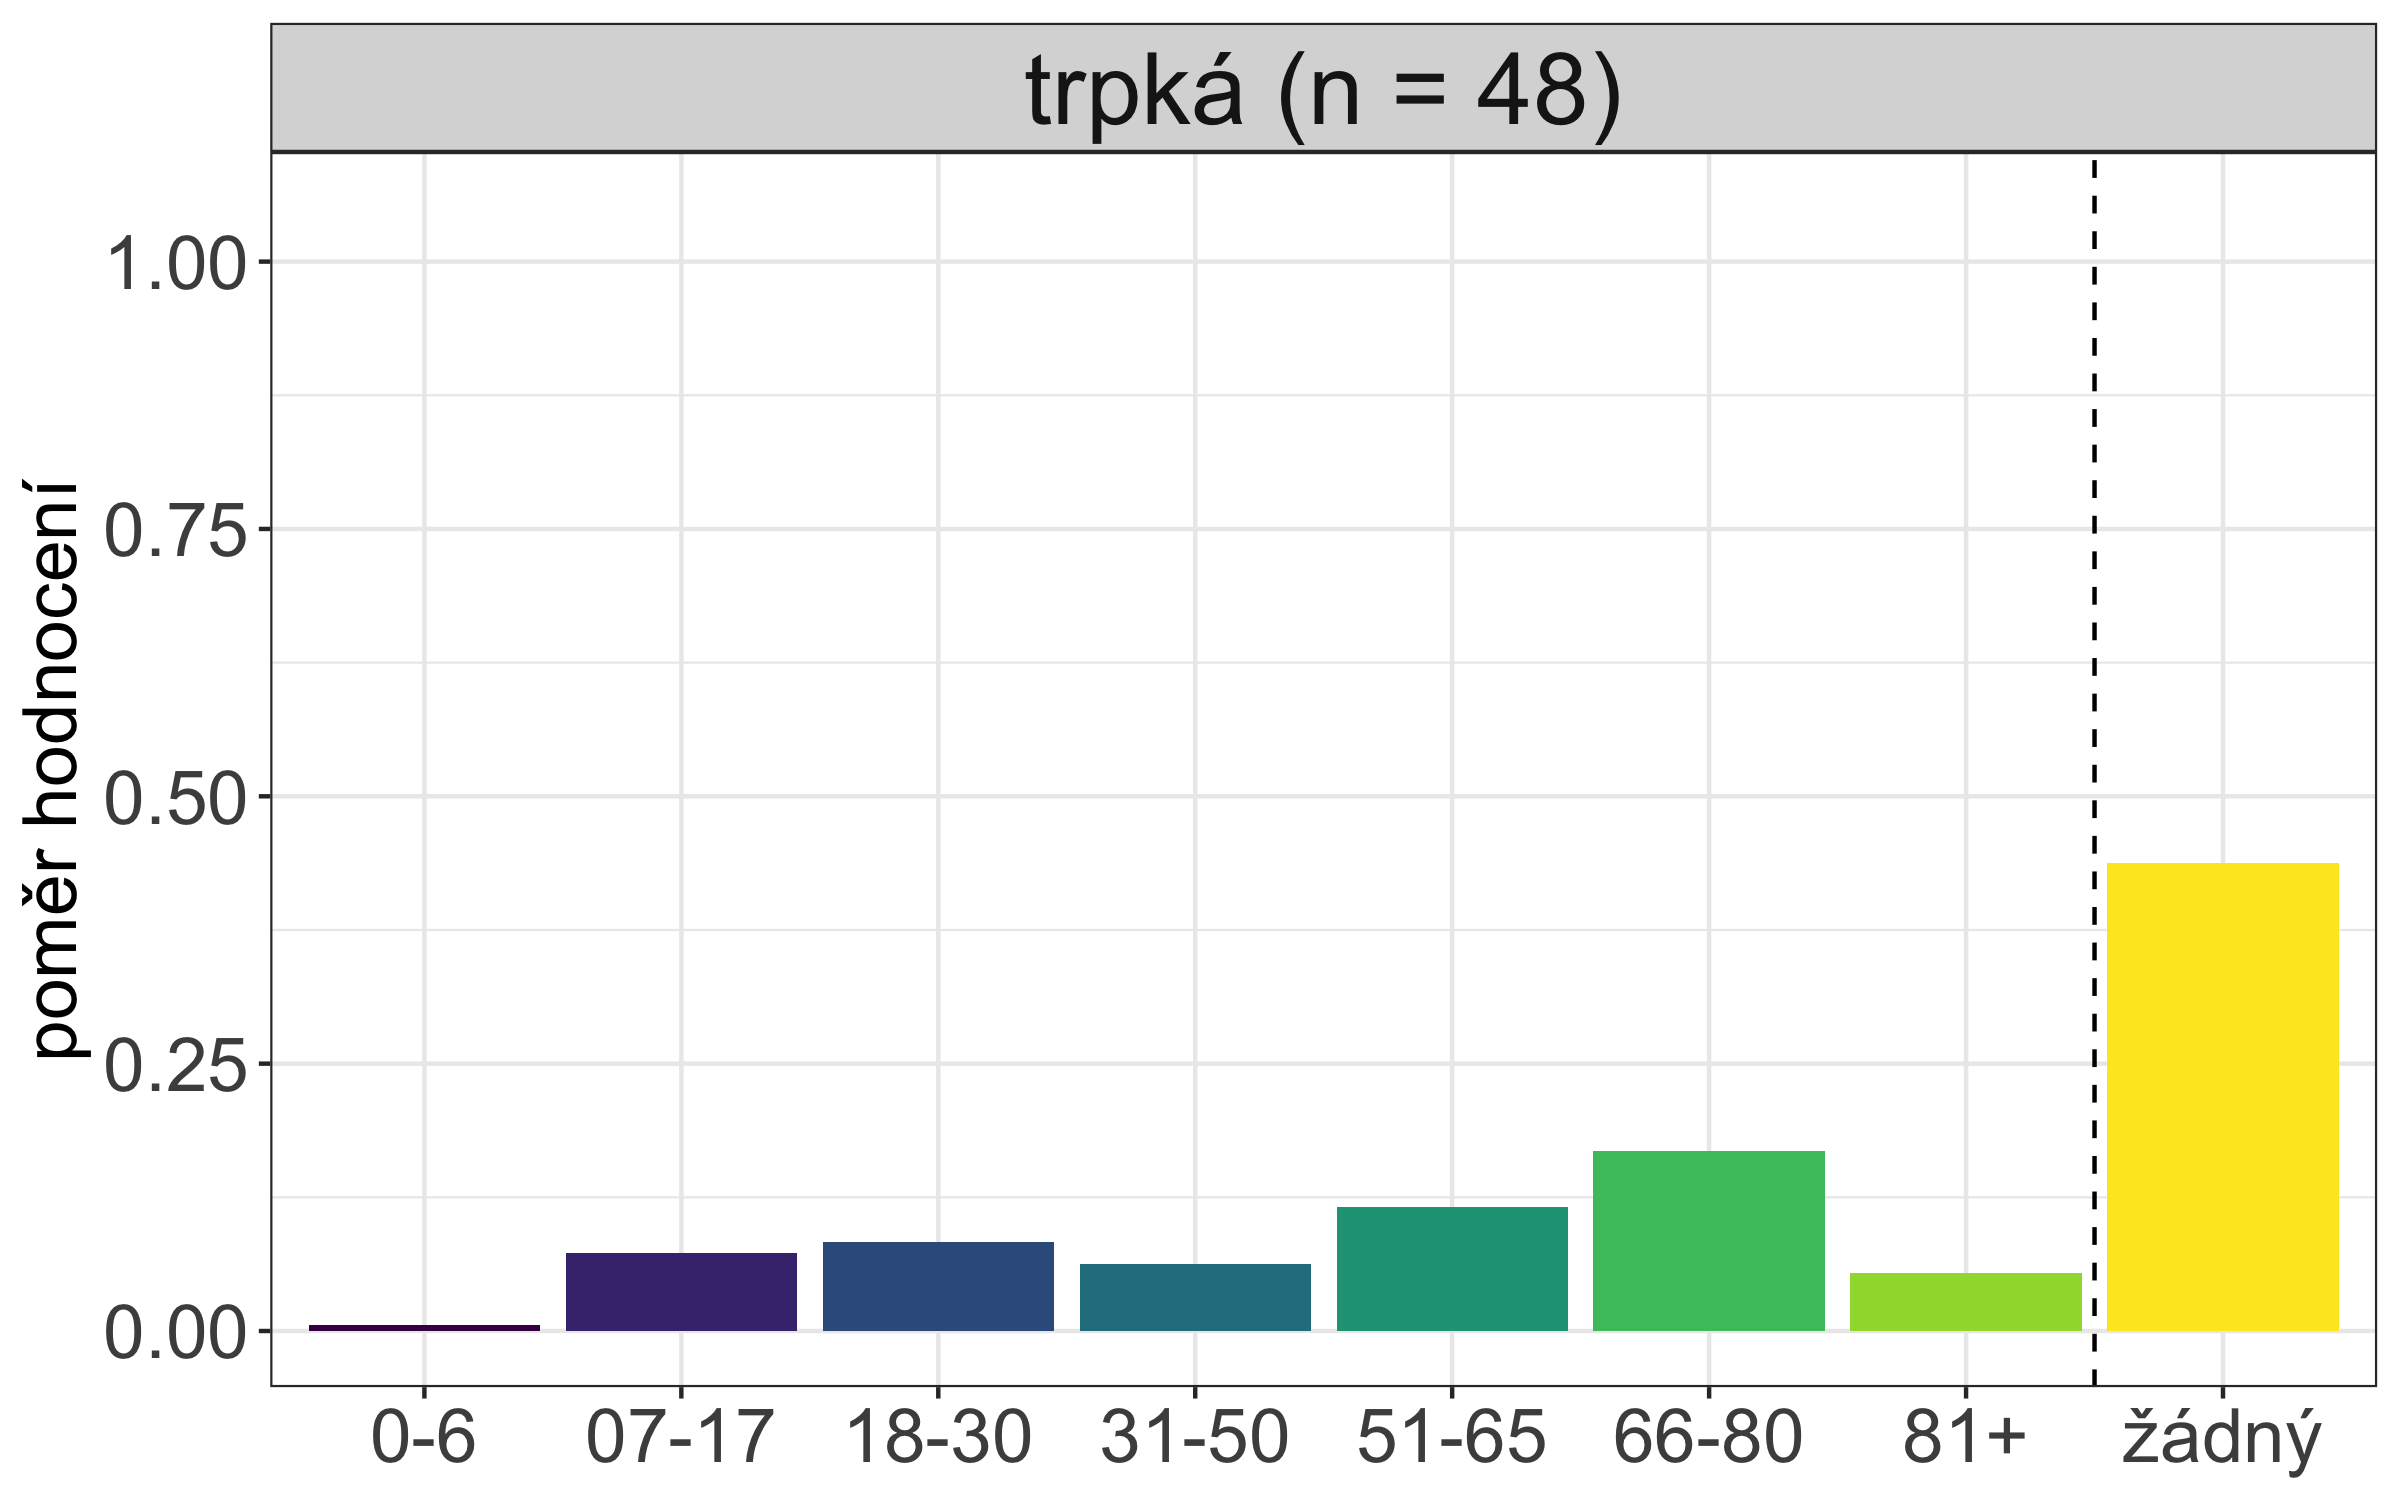 trpká (n = 48)
poměr hodnocení
1.00
0.75
0.50
0.25
0.00
0-6 07-17 18-30 31-50 51-65 66-80 81+ žádný